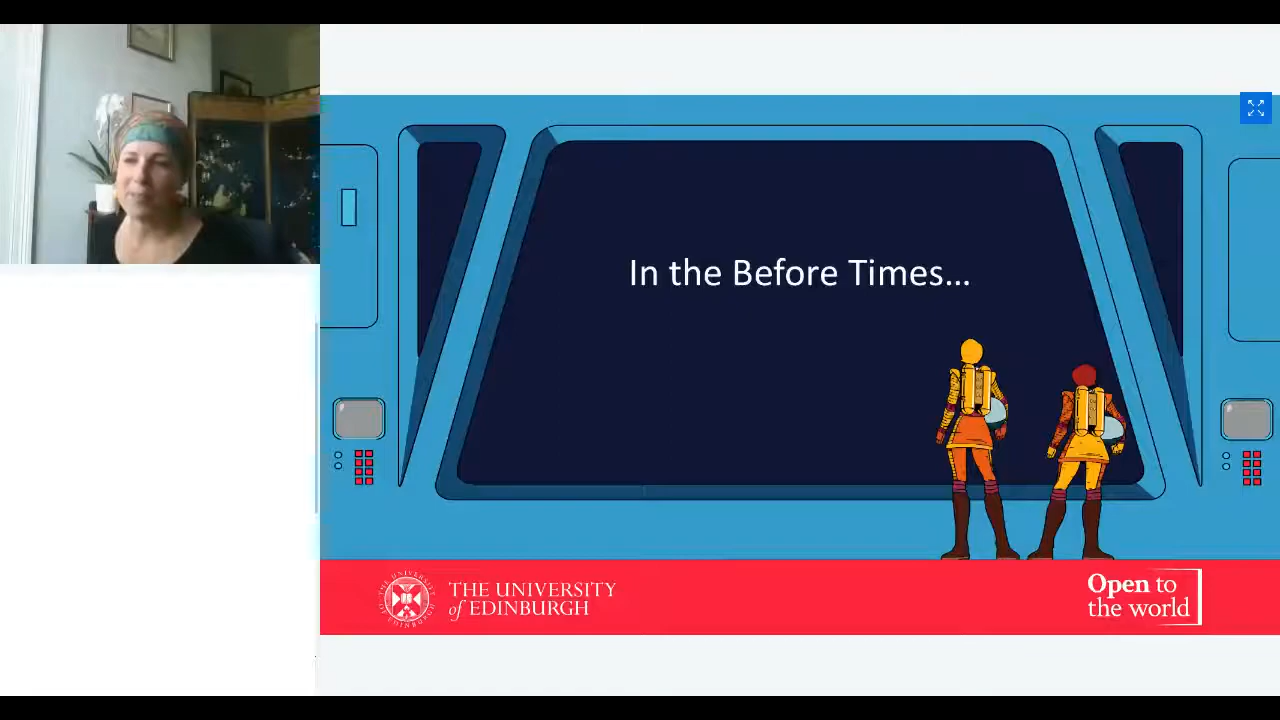 In the Before Times...
THE UNIVERSITY
of EDINBURGH
Open to
the world